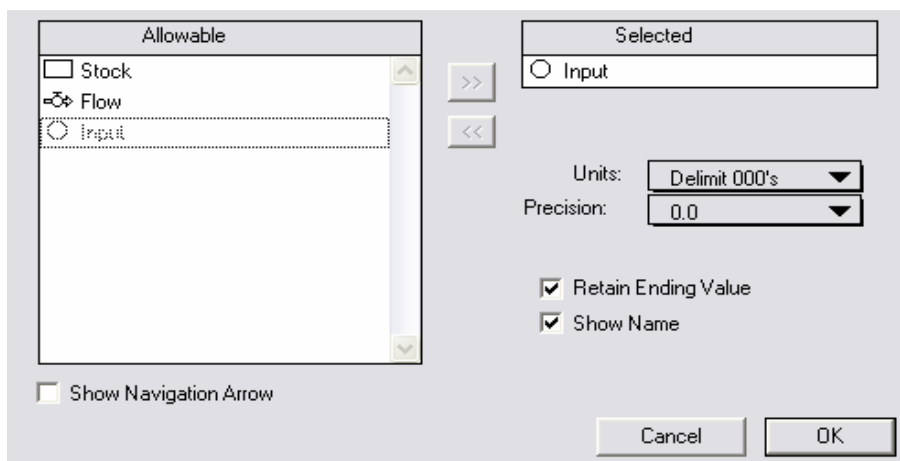 Allowable
Stock
Flow
Input
Show Navigation Arrow
>>
<<
Selected
Input
Units: Delimit 000's
Precision: 0.0
Retain Ending Value
Show Name
Cancel OK